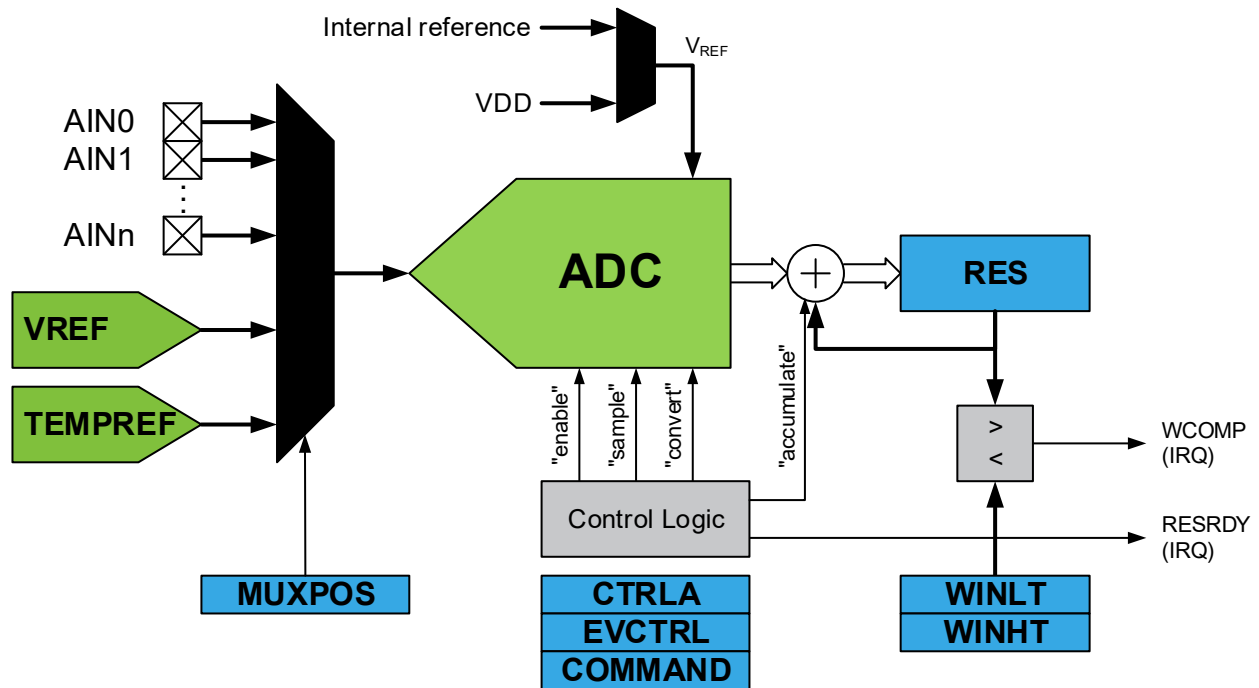 Internal reference
VREF
VDD
AIN0
AIN1
AINn
ADC
RES
VREF
TEMPREF
"enable"
"sample"
"convert"
"accumulate"
>
<
WCOMP
(IRQ)
Control Logic
RESRDY
(IRQ)
MUXPOS
CTRLA
WINLT
EVCTRL
WINHT
COMMAND